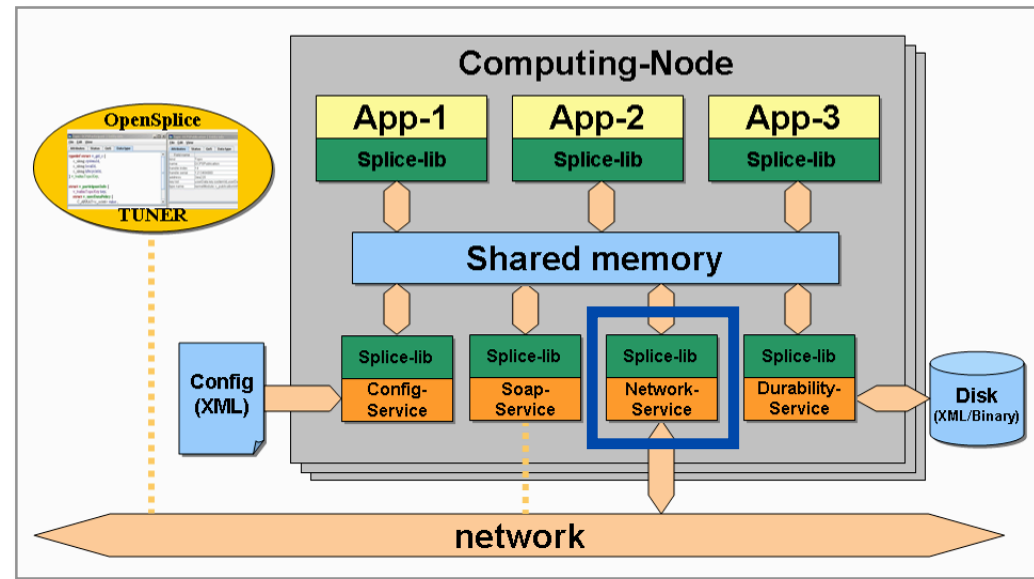 Computing-Node
OpenSplice
TUNER
App-1
Splice-lib
App-2
Splice-lib
App-3
Splice-lib
Shared memory
Config
(XML)
Splice-lib
Config-
Service
Splice-lib
Soap-
Service
Splice-lib
Network-
Service
Splice-lib
Durability-
Service
Disk
(XML/Binary)
network